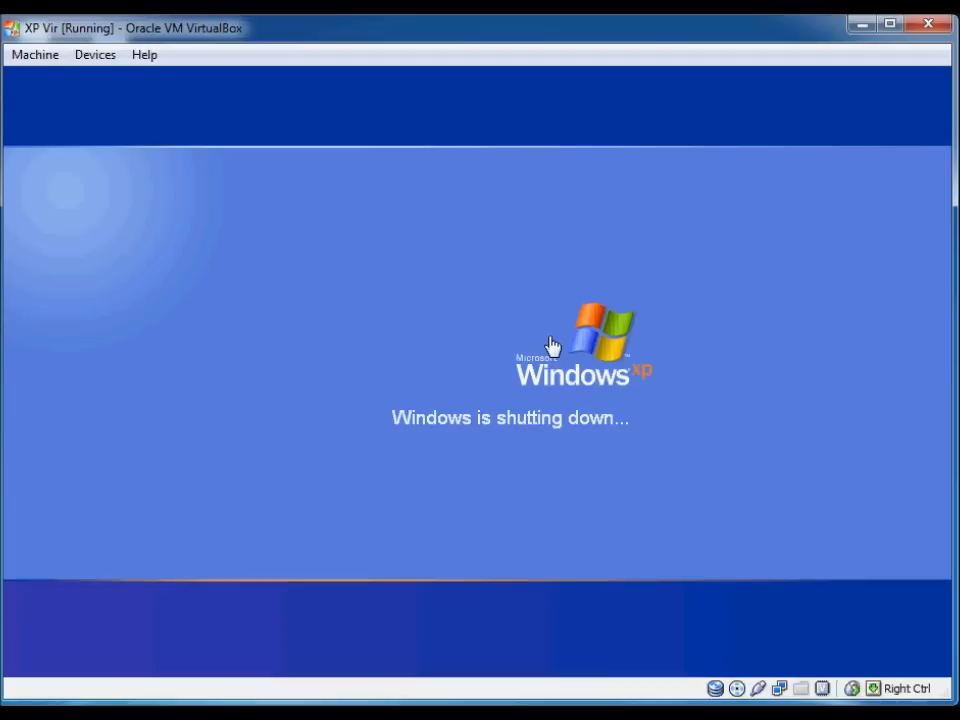 XP Vir [Running] - Oracle VM VirtualBox
Machine Devices Help
Microsoft
Windows xp
Windows is shutting down...
Right Ctrl